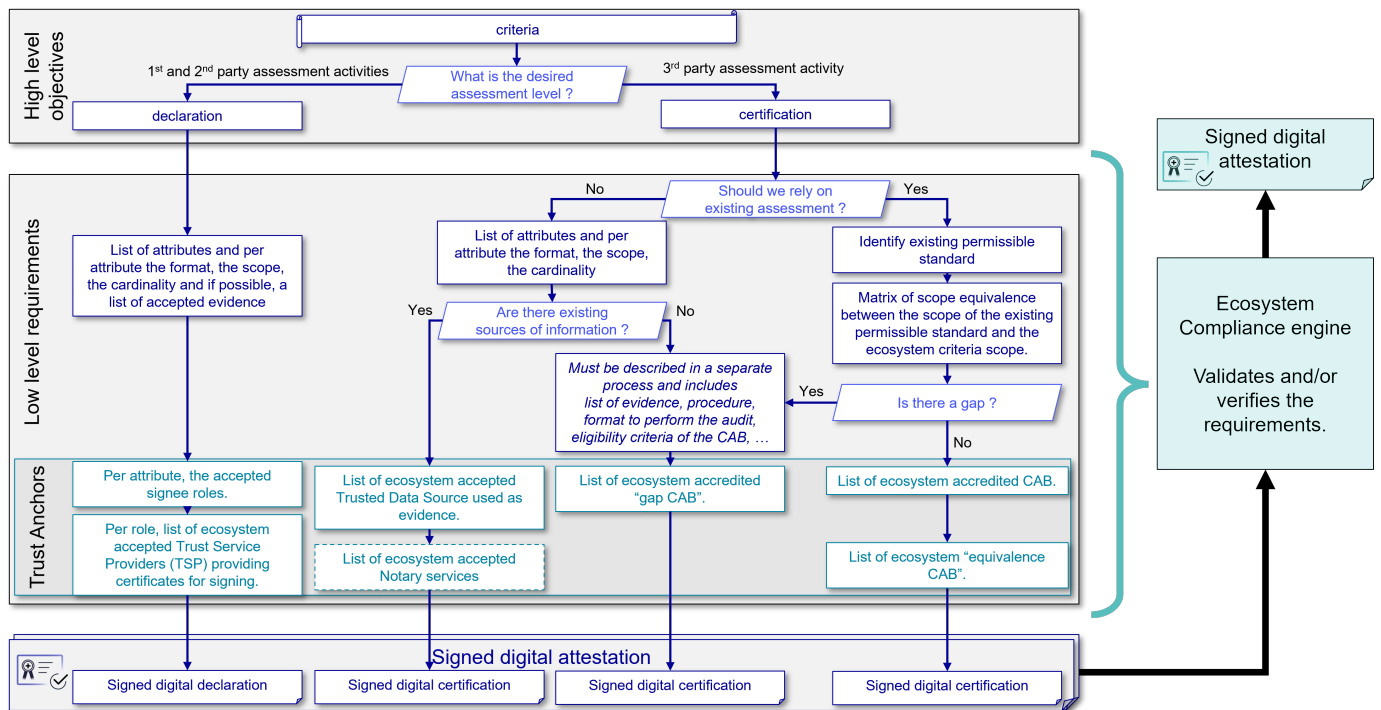 High level
objectives
criteria
1st and 2nd party assessment activities
What is the desired
assessment level ?
3rd party assessment activity
declaration
certification
Low level requirements
No
Should we rely on
existing assessment ?
Yes
List of attributes and per
attribute the format, the scope,
the cardinality and if possible, a
list of accepted evidence
List of attributes and per
attribute the format, the scope,
the cardinality
Identify existing permissible
standard
Yes
Are there existing
sources of information ?
No
Matrix of scope equivalence
between the scope of the existing
permissible standard and the
ecosystem criteria scope.
Must be described in a separate
process and includes
list of evidence, procedure,
format to perform the audit,
eligibility criteria of the CAB, …
Yes
Is there a gap ?
No
Trust Anchors
Per attribute, the accepted
signee roles.
Per role, list of ecosystem
accepted Trust Service
Providers (TSP) providing
certificates for signing.
List of ecosystem accepted
Trusted Data Source used as
evidence.
List of ecosystem accepted
Notary services
List of ecosystem accredited
“gap CAB”.
List of ecosystem accredited CAB.
List of ecosystem “equivalence
CAB”.
Signed digital attestation
Signed digital declaration
Signed digital certification
Signed digital certification
Signed digital certification
Signed digital
attestation
Ecosystem
Compliance engine
Validates and/or
verifies the
requirements.